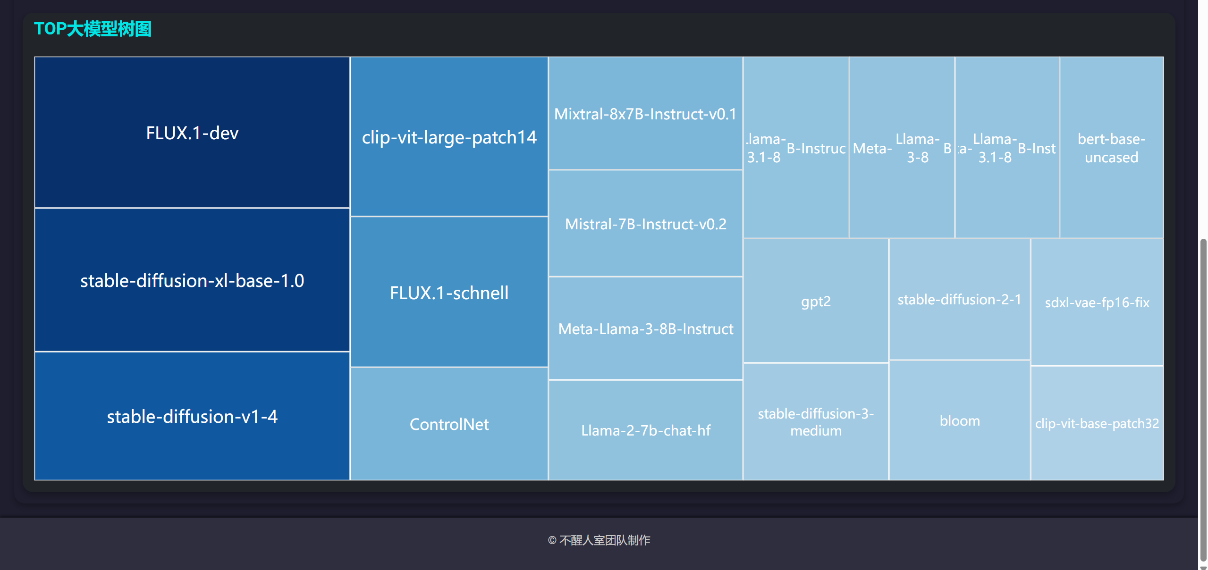 TOP大模型树图
FLUX.1-dev
stable-diffusion-xl-base-1.0
stable-diffusion-v1-4
clip-vit-large-patch14
FLUX.1-schnell
ControlNet
Mixtral-8x7B-Instruct-v0.1
Mistral-7B-Instruct-v0.2
Meta-Llama-3-8B-Instruct
Llama-2-7b-chat-hf
Llama-
3.1-8
B-Instruc
Meta-
Llama-
3-8
B
Llama-
3.1-8
B-Inst
bert-base-
uncased
gpt2
stable-diffusion-2-1
sdxl-vae-fp16-fix
stable-diffusion-3-
medium
bloom
clip-vit-base-patch32
© 不醒人室团队制作